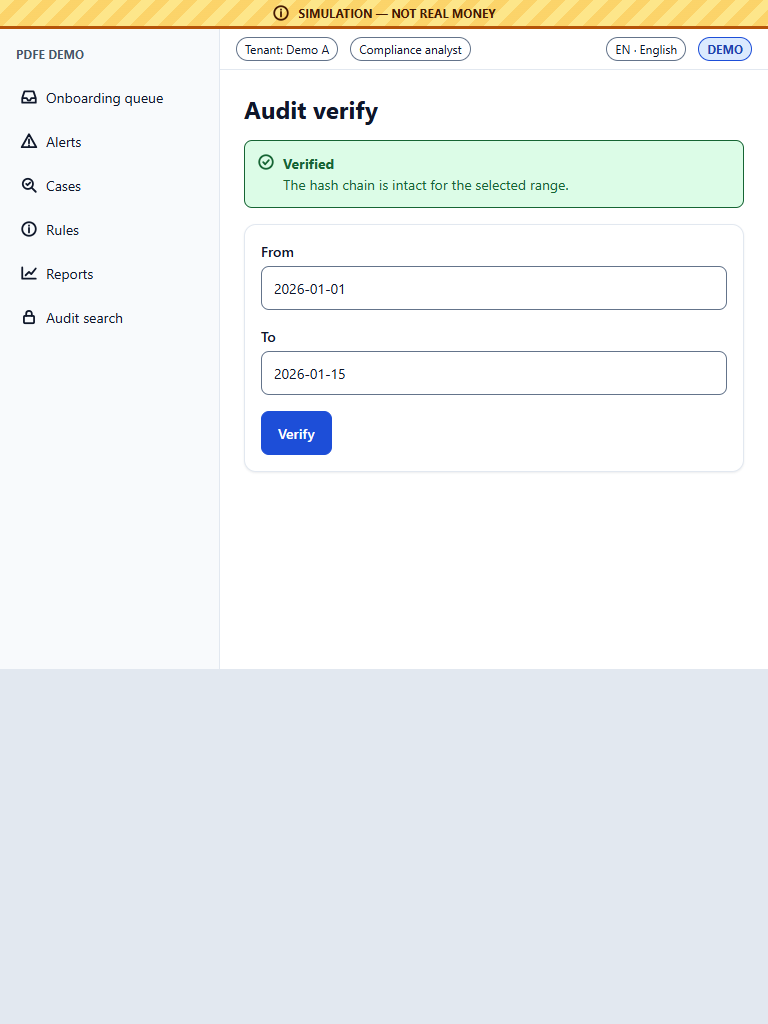 SIMULATION — NOT REAL MONEY
PDFE DEMO
Onboarding queue
Alerts
Cases
Rules
Reports
Audit search
Tenant: Demo A
Compliance analyst
EN · English
DEMO
Audit verify
Verified
The hash chain is intact for the selected range.
From
2026-01-01
To
2026-01-15
Verify